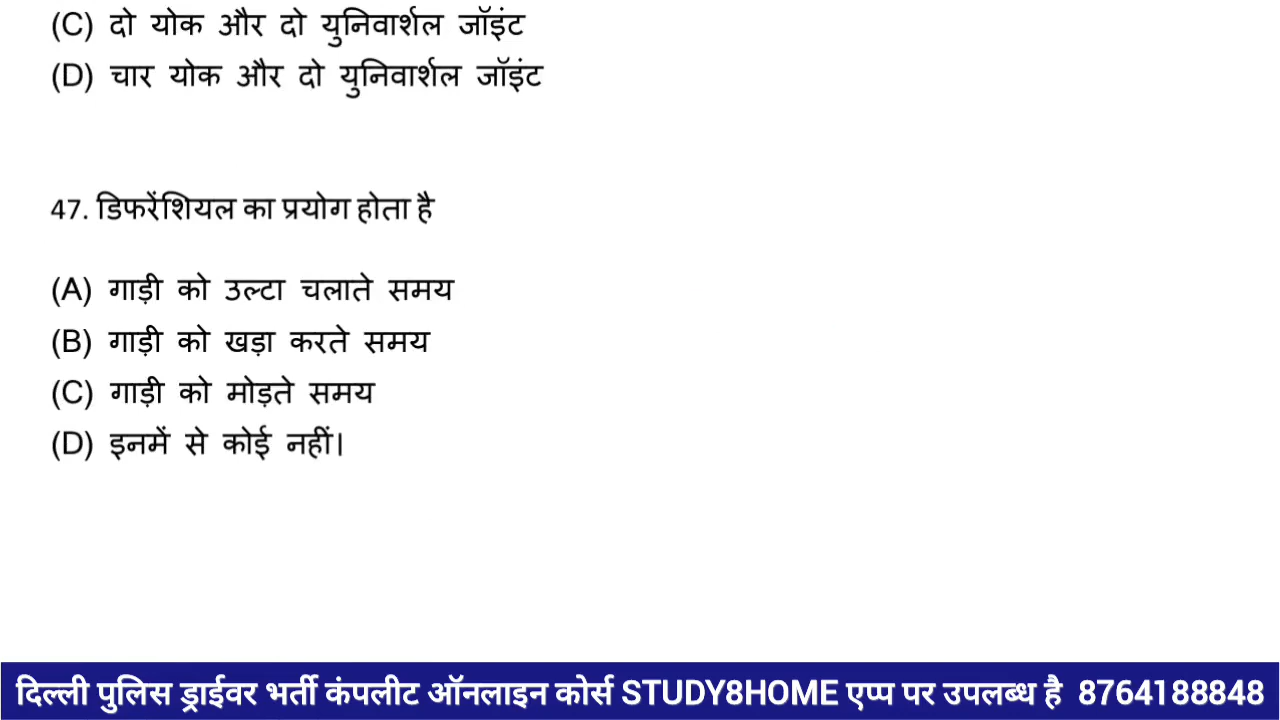 (C) दो योक और दो युनिवार्शल जॉइंट
(D) चार योक और दो युनिवार्शल जॉइंट
47. डिफरेंशियल का प्रयोग होता है
(A) गाड़ी को उल्टा चलाते समय
(B) गाड़ी को खड़ा करते समय
(C) गाड़ी को मोड़ते समय
(D) इनमें से कोई नहीं।
दिल्ली पुलिस ड्राईवर भर्ती कंपलीट ऑनलाइन कोर्स STUDY8HOME एप्प पर उपलब्ध है 8764188848